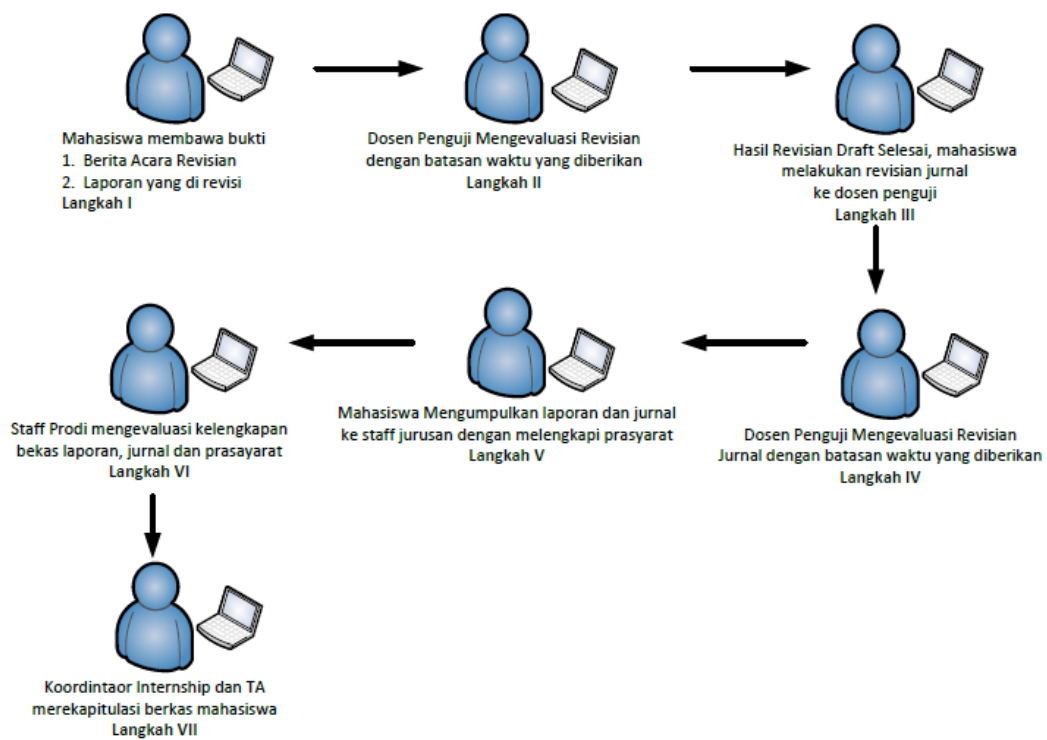 Mahasiswa membawa bukti
1. Berita Acara Revisian
2. Laporan yang di revisi
Langkah I
Dosen Penguji Mengevaluasi Revisian
dengan batasan waktu yang diberikan
Langkah II
Hasil Revisian Draft Selesai, mahasiswa
melakukan revisian jurnal
ke dosen penguji
Langkah III
Dosen Penguji Mengevaluasi Revisian
Jurnal dengan batasan waktu yang diberikan
Langkah IV
Mahasiswa Mengumpulkan laporan dan jurnal
ke staff jurusan dengan melengkapi prasyarat
Langkah V
Staff Prodi mengevaluasi kelengkapan
bekas laporan, jurnal dan prasayarat
Langkah VI
Koordintaor Internship dan TA
merekapitulasi berkas mahasiswa
Langkah VII